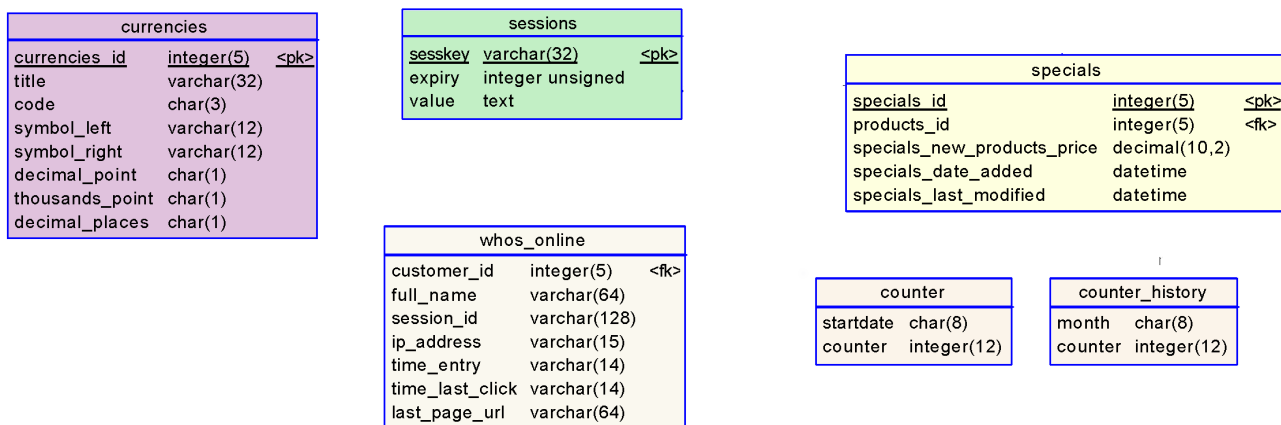 currencies
currencies_id integer(5) <pk>
title varchar(32)
code char(3)
symbol_left varchar(12)
symbol_right varchar(12)
decimal_point char(1)
thousands_point char(1)
decimal_places char(1)
sessions
sesskey varchar(32) <pk>
expiry integer unsigned
value text
specials
specials_id integer(5) <pk>
products_id integer(5) <fk>
specials_new_products_price decimal(10,2)
specials_date_added datetime
specials_last_modified datetime
whos_online
customer_id integer(5) <fk>
full_name varchar(64)
session_id varchar(128)
ip_address varchar(15)
time_entry varchar(14)
time_last_click varchar(14)
last_page_url varchar(64)
counter
startdate char(8)
counter integer(12)
counter_history
month char(8)
counter integer(12)